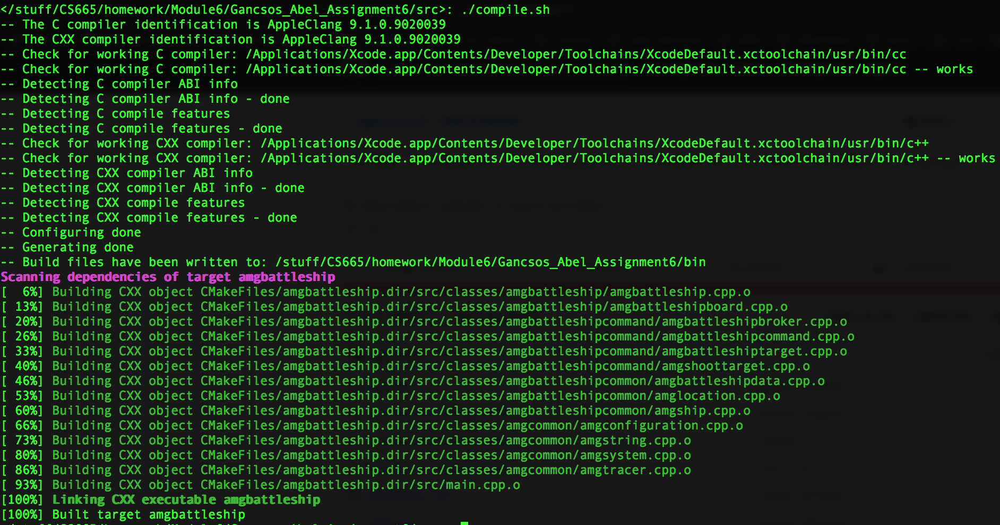 </stuff/CS665/homework/Module6/Gancsos_Abel_Assignment6/src>: ./compile.sh
-- The C compiler identification is AppleClang 9.1.0.9020039
-- The CXX compiler identification is AppleClang 9.1.0.9020039
-- Check for working C compiler: /Applications/Xcode.app/Contents/Developer/Toolchains/XcodeDefault.xctoolchain/usr/bin/cc
-- Check for working C compiler: /Applications/Xcode.app/Contents/Developer/Toolchains/XcodeDefault.xctoolchain/usr/bin/cc -- works
-- Detecting C compiler ABI info
-- Detecting C compiler ABI info - done
-- Detecting C compile features
-- Detecting C compile features - done
-- Check for working CXX compiler: /Applications/Xcode.app/Contents/Developer/Toolchains/XcodeDefault.xctoolchain/usr/bin/c++
-- Check for working CXX compiler: /Applications/Xcode.app/Contents/Developer/Toolchains/XcodeDefault.xctoolchain/usr/bin/c++ -- works
-- Detecting CXX compiler ABI info
-- Detecting CXX compiler ABI info - done
-- Detecting CXX compile features
-- Detecting CXX compile features - done
-- Configuring done
-- Generating done
-- Build files have been written to: /stuff/CS665/homework/Module6/Gancsos_Abel_Assignment6/bin
Scanning dependencies of target amgbattleship
[  6%] Building CXX object CMakeFiles/amgbattleship.dir/src/classes/amgbattleship/amgbattleship.cpp.o
[ 13%] Building CXX object CMakeFiles/amgbattleship.dir/src/classes/amgbattleship/amgbattleshipboard.cpp.o
[ 20%] Building CXX object CMakeFiles/amgbattleship.dir/src/classes/amgbattleshipcommand/amgbattleshipbroker.cpp.o
[ 26%] Building CXX object CMakeFiles/amgbattleship.dir/src/classes/amgbattleshipcommand/amgbattleshipcommand.cpp.o
[ 33%] Building CXX object CMakeFiles/amgbattleship.dir/src/classes/amgbattleshipcommand/amgbattleshiptarget.cpp.o
[ 40%] Building CXX object CMakeFiles/amgbattleship.dir/src/classes/amgbattleshipcommand/amgshoottarget.cpp.o
[ 46%] Building CXX object CMakeFiles/amgbattleship.dir/src/classes/amgbattleshipcommon/amgbattleshipdata.cpp.o
[ 53%] Building CXX object CMakeFiles/amgbattleship.dir/src/classes/amgbattleshipcommon/amglocation.cpp.o
[ 60%] Building CXX object CMakeFiles/amgbattleship.dir/src/classes/amgbattleshipcommon/amgship.cpp.o
[ 66%] Building CXX object CMakeFiles/amgbattleship.dir/src/classes/amgcommon/amgconfiguration.cpp.o
[ 73%] Building CXX object CMakeFiles/amgbattleship.dir/src/classes/amgcommon/amgstring.cpp.o
[ 80%] Building CXX object CMakeFiles/amgbattleship.dir/src/classes/amgcommon/amgsystem.cpp.o
[ 86%] Building CXX object CMakeFiles/amgbattleship.dir/src/classes/amgcommon/amgtracer.cpp.o
[ 93%] Building CXX object CMakeFiles/amgbattleship.dir/src/main.cpp.o
[100%] Linking CXX executable amgbattleship
[100%] Built target amgbattleship